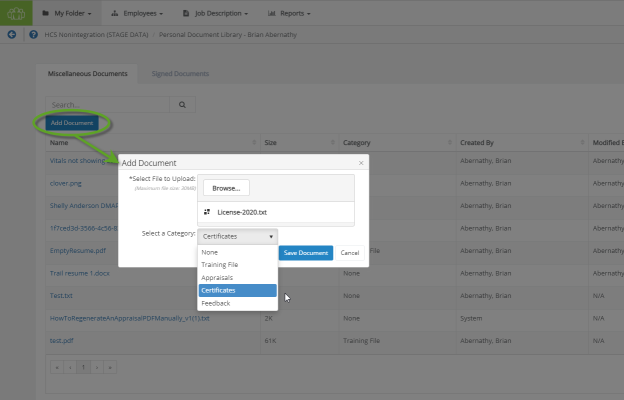 My Folder Employees Job Description Reports
HCS Nonintegration (STAGE DATA) / Personal Document Library - Brian Abernathy
Miscellaneous Documents Signed Documents
Search...
Add Document
Name Size Category Created By Modified B
Vitals not showing Abernathy, Brian Abernathy
clover.png Abernathy, Brian Abernathy
Shelly Anderson DMAP Abernathy, Brian Abernathy
1f7ced3d-3566-4c56-8 Abernathy, Brian Abernathy
EmptyResume.pdf File Abernathy, Brian Abernathy
Trail resume 1.docx None Abernathy, Brian Abernathy
Test.txt None Abernathy, Brian N/A
HowToRegenerateAnAppraisalPDFManually_v1(1).txt 2K None System N/A
test.pdf 61K Training File Abernathy, Brian N/A
« ‹ 1 › »
Add Document ×
*Select File to Upload:
(Maximum file size: 80MB)
Browse...
License-2020.txt
Select a Category: Certificates
None
Training File
Appraisals
Certificates
Feedback
Save Document Cancel